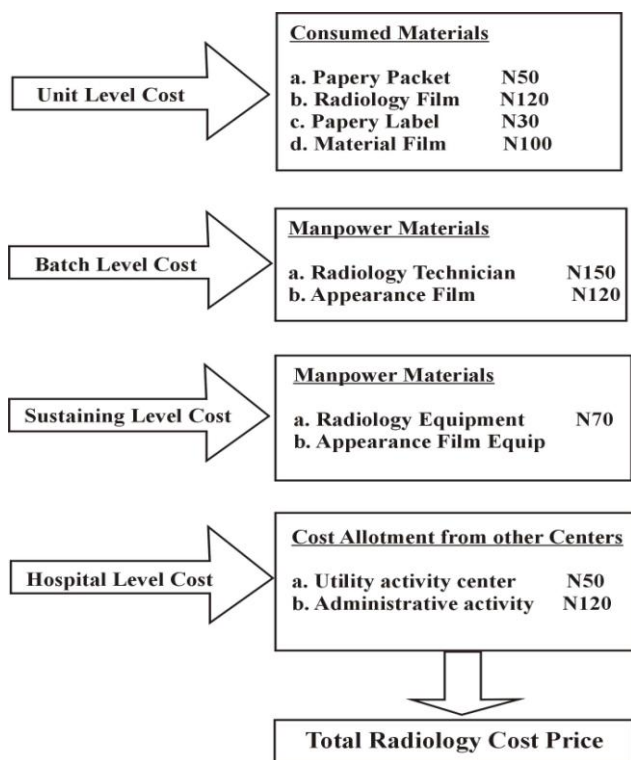 Unit Level Cost
Consumed Materials
a. Papery Packet N50
b. Radiology Film N120
c. Papery Label N30
d. Material Film N100
Batch Level Cost
Manpower Materials
a. Radiology Technician N150
b. Appearance Film N120
Sustaining Level Cost
Manpower Materials
a. Radiology Equipment N70
b. Appearance Film Equip
Hospital Level Cost
Cost Allotment from other Centers
a. Utility activity center N50
b. Administrative activity N120
Total Radiology Cost Price